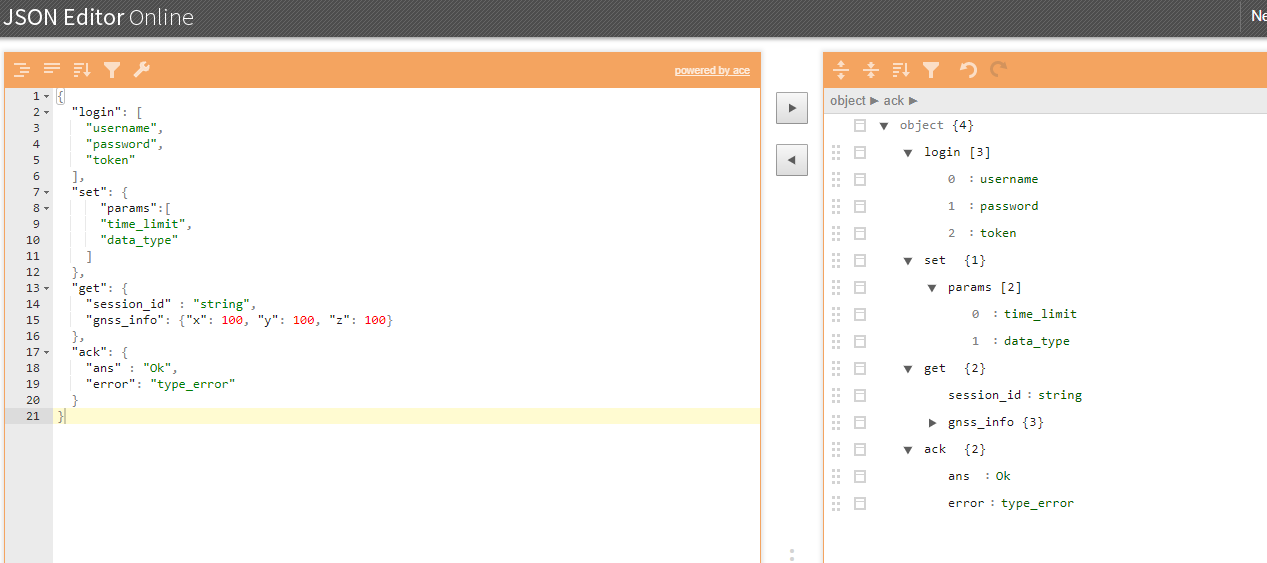 JSON Editor Online
Ne
powered by ace
1 {
2 "login": [
3 "username",
4 "password",
5 "token"
6 ],
7 "set": {
8 "params":[
9 "time_limit",
10 "data_type"
11 ]
12 },
13 "get": {
14 "session_id" : "string",
15 "gnss_info": {"x": 100, "y": 100, "z": 100}
16 },
17 "ack": {
18 "ans" : "Ok",
19 "error": "type_error"
20 }
21 }
object ► ack ►
object {4}
login [3]
0 : username
1 : password
2 : token
set {1}
params [2]
0 : time_limit
1 : data_type
get {2}
session_id : string
gnss_info {3}
ack {2}
ans : Ok
error : type_error